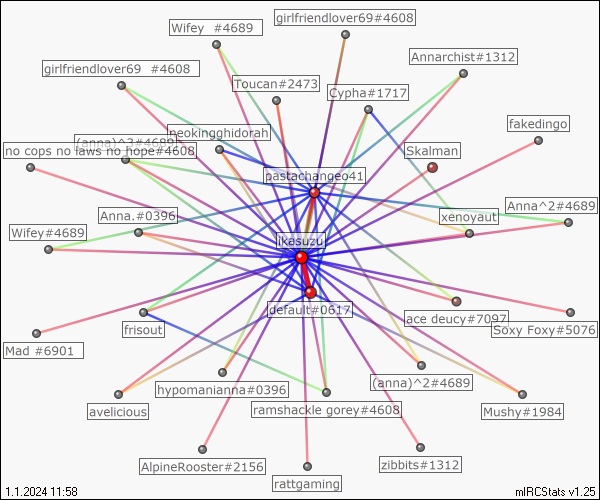 girlfriendlover69#4608
Wifey   #4689
Annarchist#1312
girlfriendlover69   #4608
Toucan#2473
Cypha#1717
fakedingo
neokingghidorah
(anna)^2#4689
no cops no laws no hope#4608
Skalman
pastachangeo41
Anna^2#4689
Anna.#0396
xenoyaut
Wifey#4689
ikesuzu
default#0617
ace deucy#7097
frisout
Soxy Foxy#5076
Mad #6901
hypomanianna#0396
(anna)^2#4689
avelicious
ramshackle gorey#4608
Mushy#1984
AlpineRooster#2156
zibbits#1312
rattgaming
1.1.2024 11:58
mIRCStats v1.25